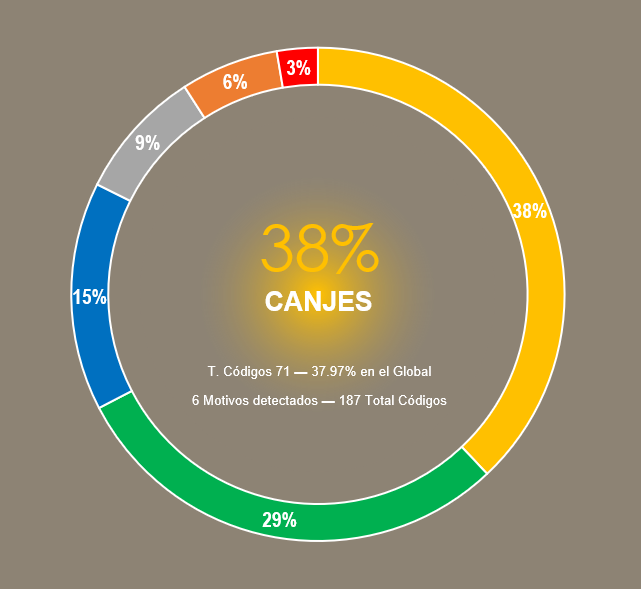 3%
6%
9%
38%
38%
CANJES
15%
T. Códigos 71 — 37.97% en el Global
6 Motivos detectados — 187 Total Códigos
29%